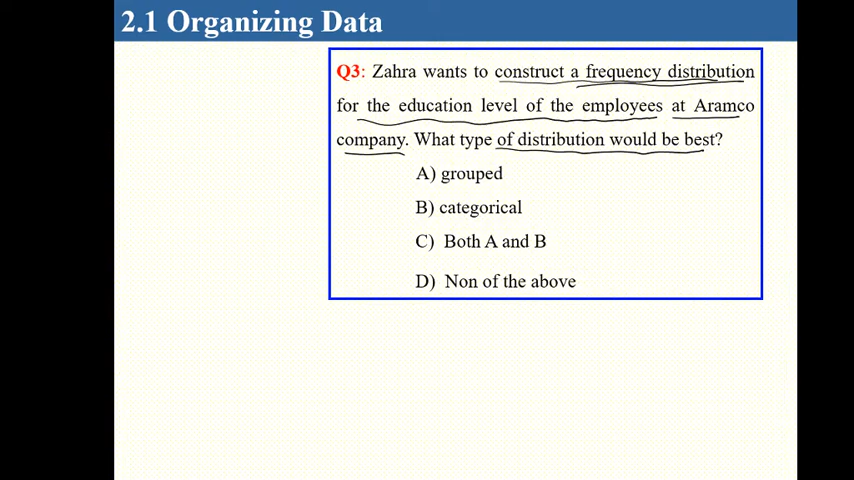 2.1 Organizing Data
Q3: Zahra wants to construct a frequency distribution
for the education level of the employees at Aramco
company. What type of distribution would be best?
A) grouped
B) categorical
C) Both A and B
D) Non of the above